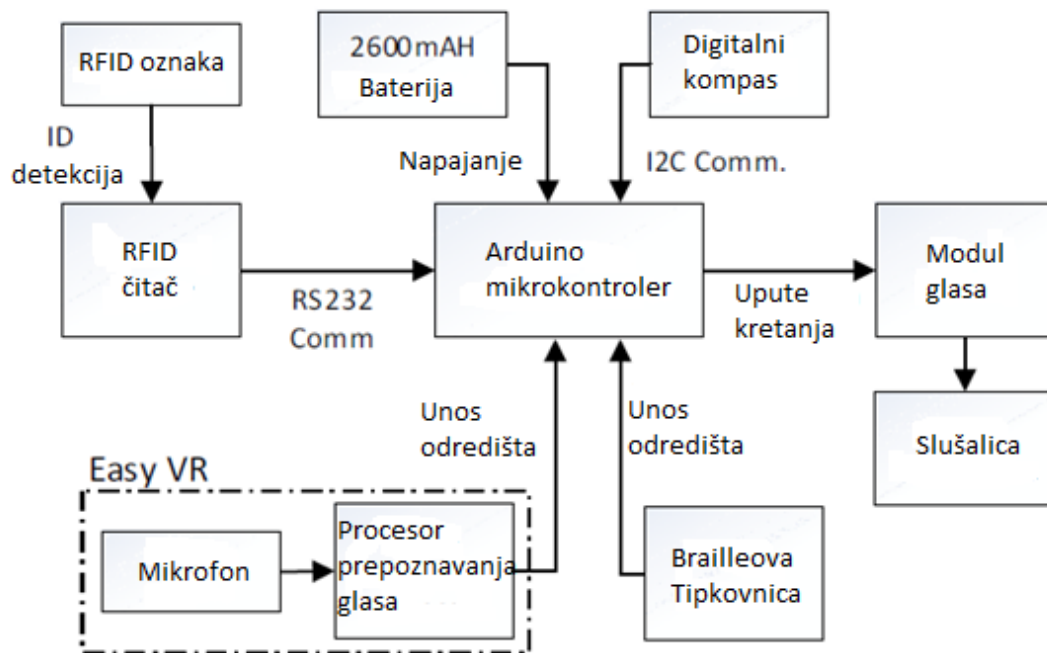 RFID oznaka
2600mAH
Baterija
Digitalni
kompas
ID
detekcija
Napajanje
I2C Comm.
RFID
čitač
RS232
Comm
Arduino
mikrokontroler
Upute
kretanja
Modul
glasa
Slušalica
Unos
odredišta
Unos
odredišta
Easy VR
Mikrofon
Procesor
prepoznavanja
glasa
Brailleova
Tipkovnica